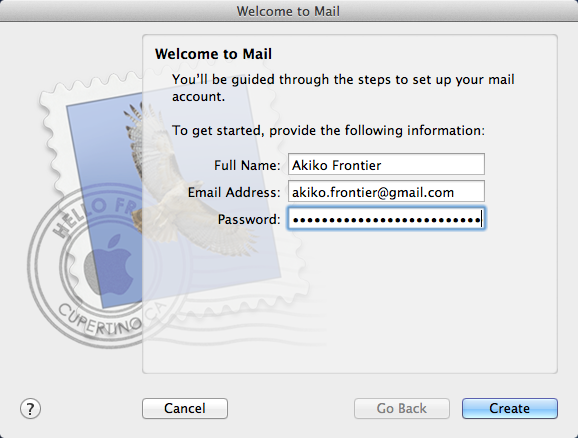 Welcome to Mail
Welcome to Mail
You'll be guided through the steps to set up your mail
account.
To get started, provide the following information:
Full Name: Akiko Frontier
Email Address: akiko.frontier@gmail.com
Password: •••••••••••••••••••••••••••
HELLO FR
CUPERTINO CA
? Cancel Go Back Create